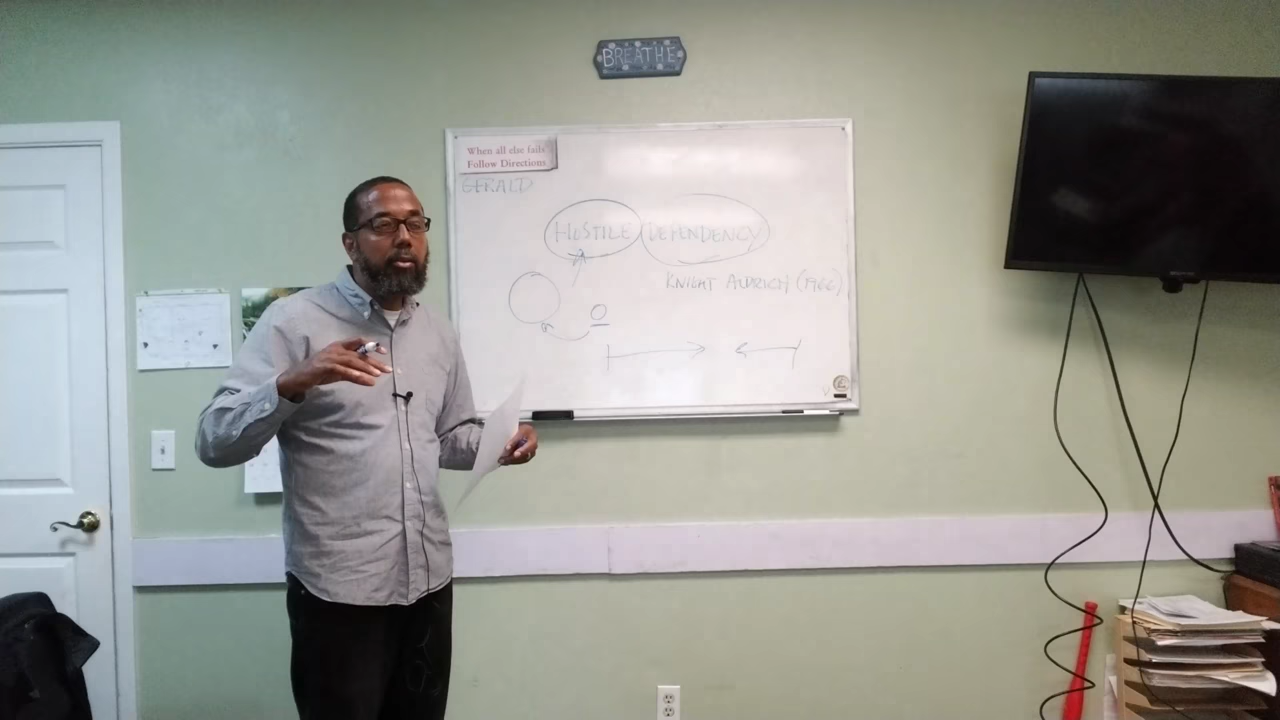 BREATHE
When all else fails
Follow Directions
GERALD
HOSTILE DEPENDENCY
KNIGHT ALDRICH (1966)